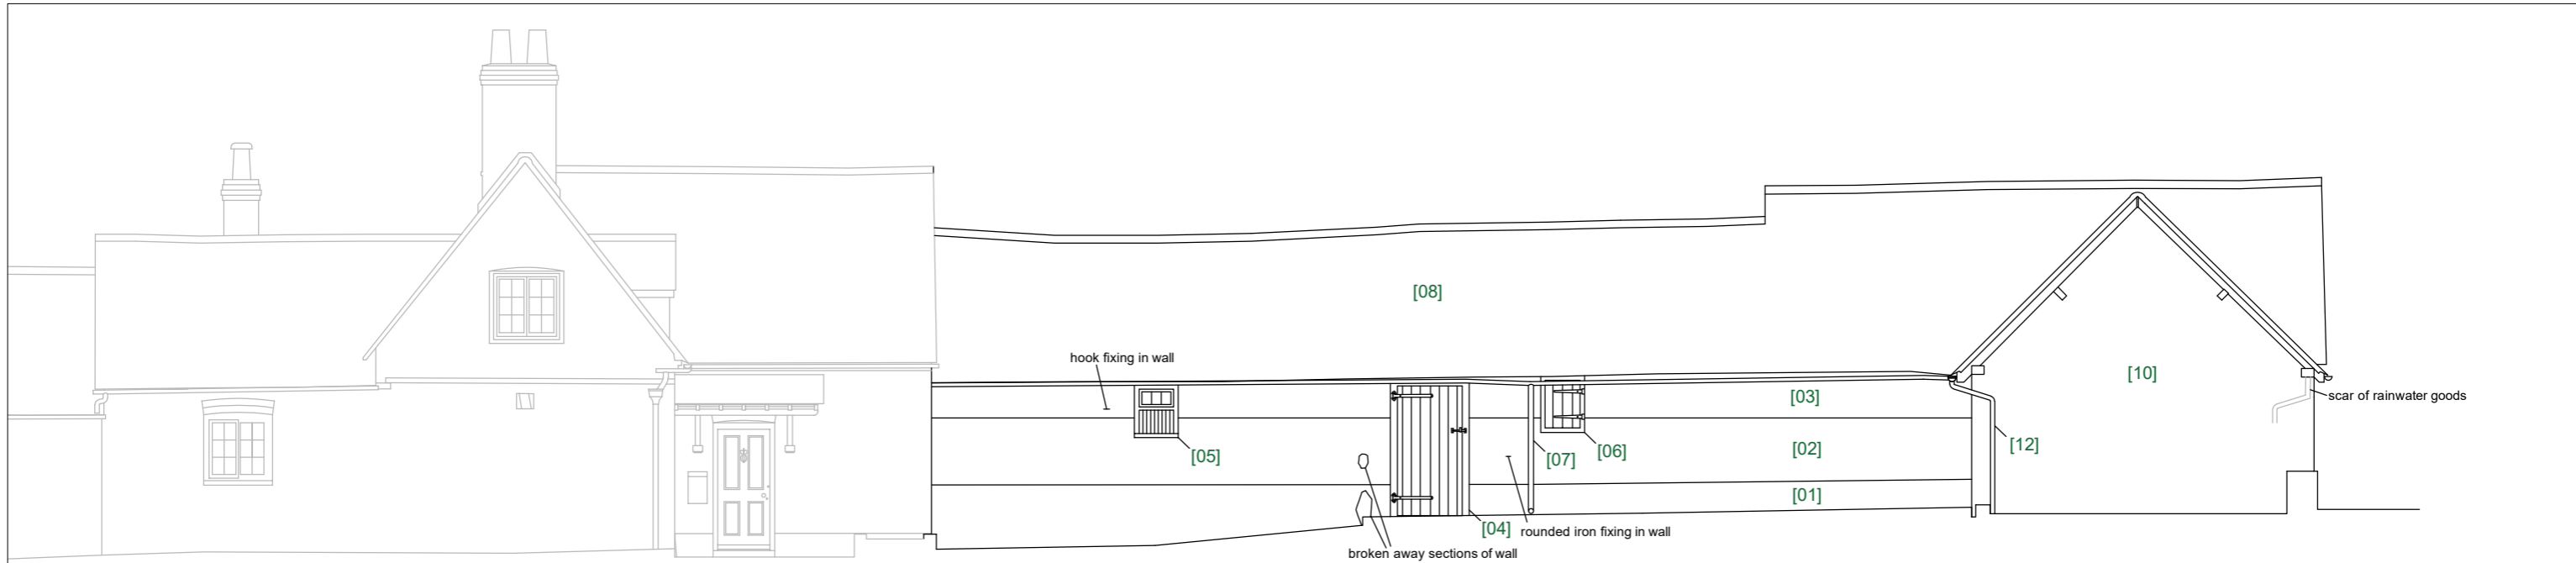 [08]
hook fixing in wall
[10]
[03]
scar of rainwater goods
[05]
[07]
[06]
[02]
[12]
[01]
[04]
rounded iron fixing in wall
broken away sections of wall